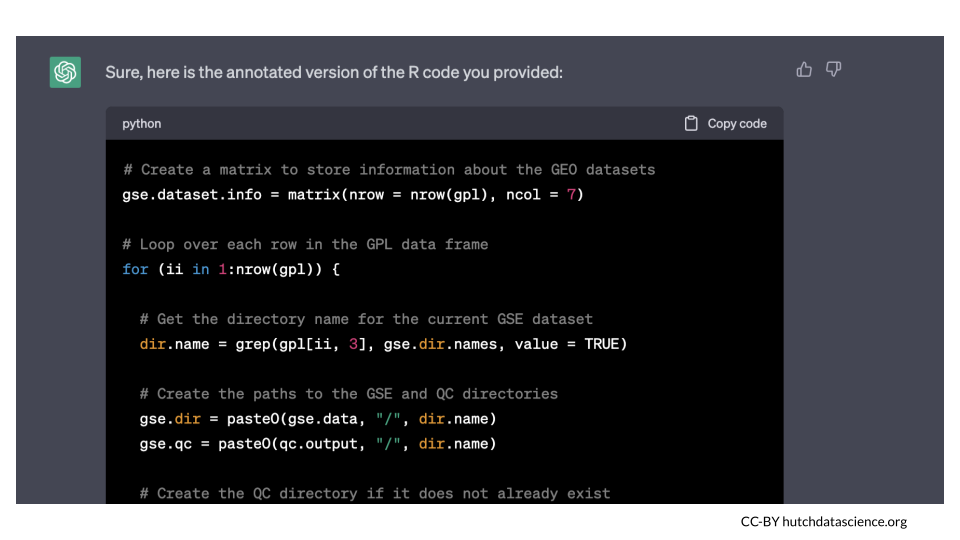 Sure, here is the annotated version of the R code you provided:
python
Copy code
# Create a matrix to store information about the GEO datasets
gse.dataset.info = matrix(nrow = nrow(gpl), ncol = 7)
# Loop over each row in the GPL data frame
for (ii in 1:nrow(gpl)) {
# Get the directory name for the current GSE dataset
dir.name = grep(gpl[ii, 3], gse.dir.names, value = TRUE)
# Create the paths to the GSE and QC directories
gse.dir = paste0(gse.data, "/", dir.name)
gse.qc = paste0(qc.output, "/", dir.name)
# Create the QC directory if it does not already exist
CC-BY hutchdatascience.org